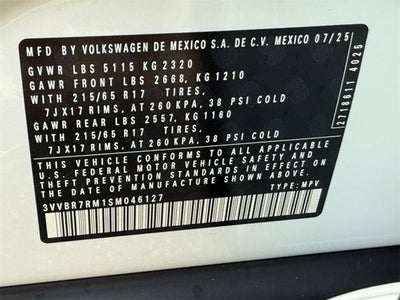 MFD BY VOLKSWAGEN DE MEXICO S.A. DE C.V. MEXICO 07/25
GVWR LBS 5115 KG 2320
GAWR FRONT LBS 2668, KG 1210
WITH 215/65 R17 TIRES,
7JX17 RIMS, AT 260 KPA, 38 PSI COLD
GAWR REAR LBS 2557, KG 1160
WITH 215/65 R17 TIRES,
7JX17 RIMS, AT 260 KPA, 38 PSI COLD
THIS VEHICLE CONFORMS TO ALL APPLICABLE
U.S. FEDERAL MOTOR VEHICLE SAFETY AND
THEFT PREVENTION STANDARDS IN EFFECT ON THE
DATE OF MANUFACTURE SHOWN ABOVE.
3VVBR7RM1SM046127 TYPE: MPV
2718611 4025